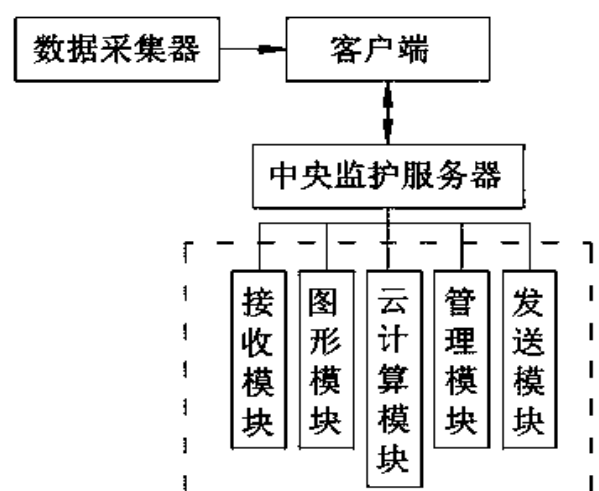 数据采集器
客户端
中央监护服务器
接收模块
图形模块
云计算模块
管理模块
发送模块